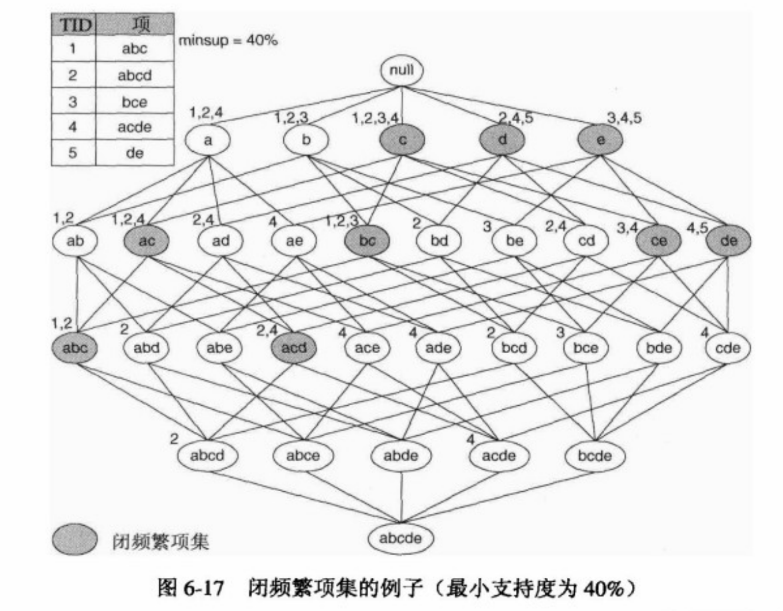 TID 项
1 abc
2 abcd
3 bce
4 acde
5 de
minsup = 40%
null
1,2,4 1,2,3 1,2,3,4 2,4,5 3,4,5
a b c d e
1,2 1,2,4 2,4 4 1,2,3 2 3 2,4 3,4 4,5
ab ac ad ae bc bd be cd ce de
1,2 2 2,4 4 4 2 3 4
abc abd abe acd ace ade bcd bce bde cde
2 4
abcd abce abde acde bcde
abcde
闭频繁项集
图 6-17 闭频繁项集的例子（最小支持度为 40%）